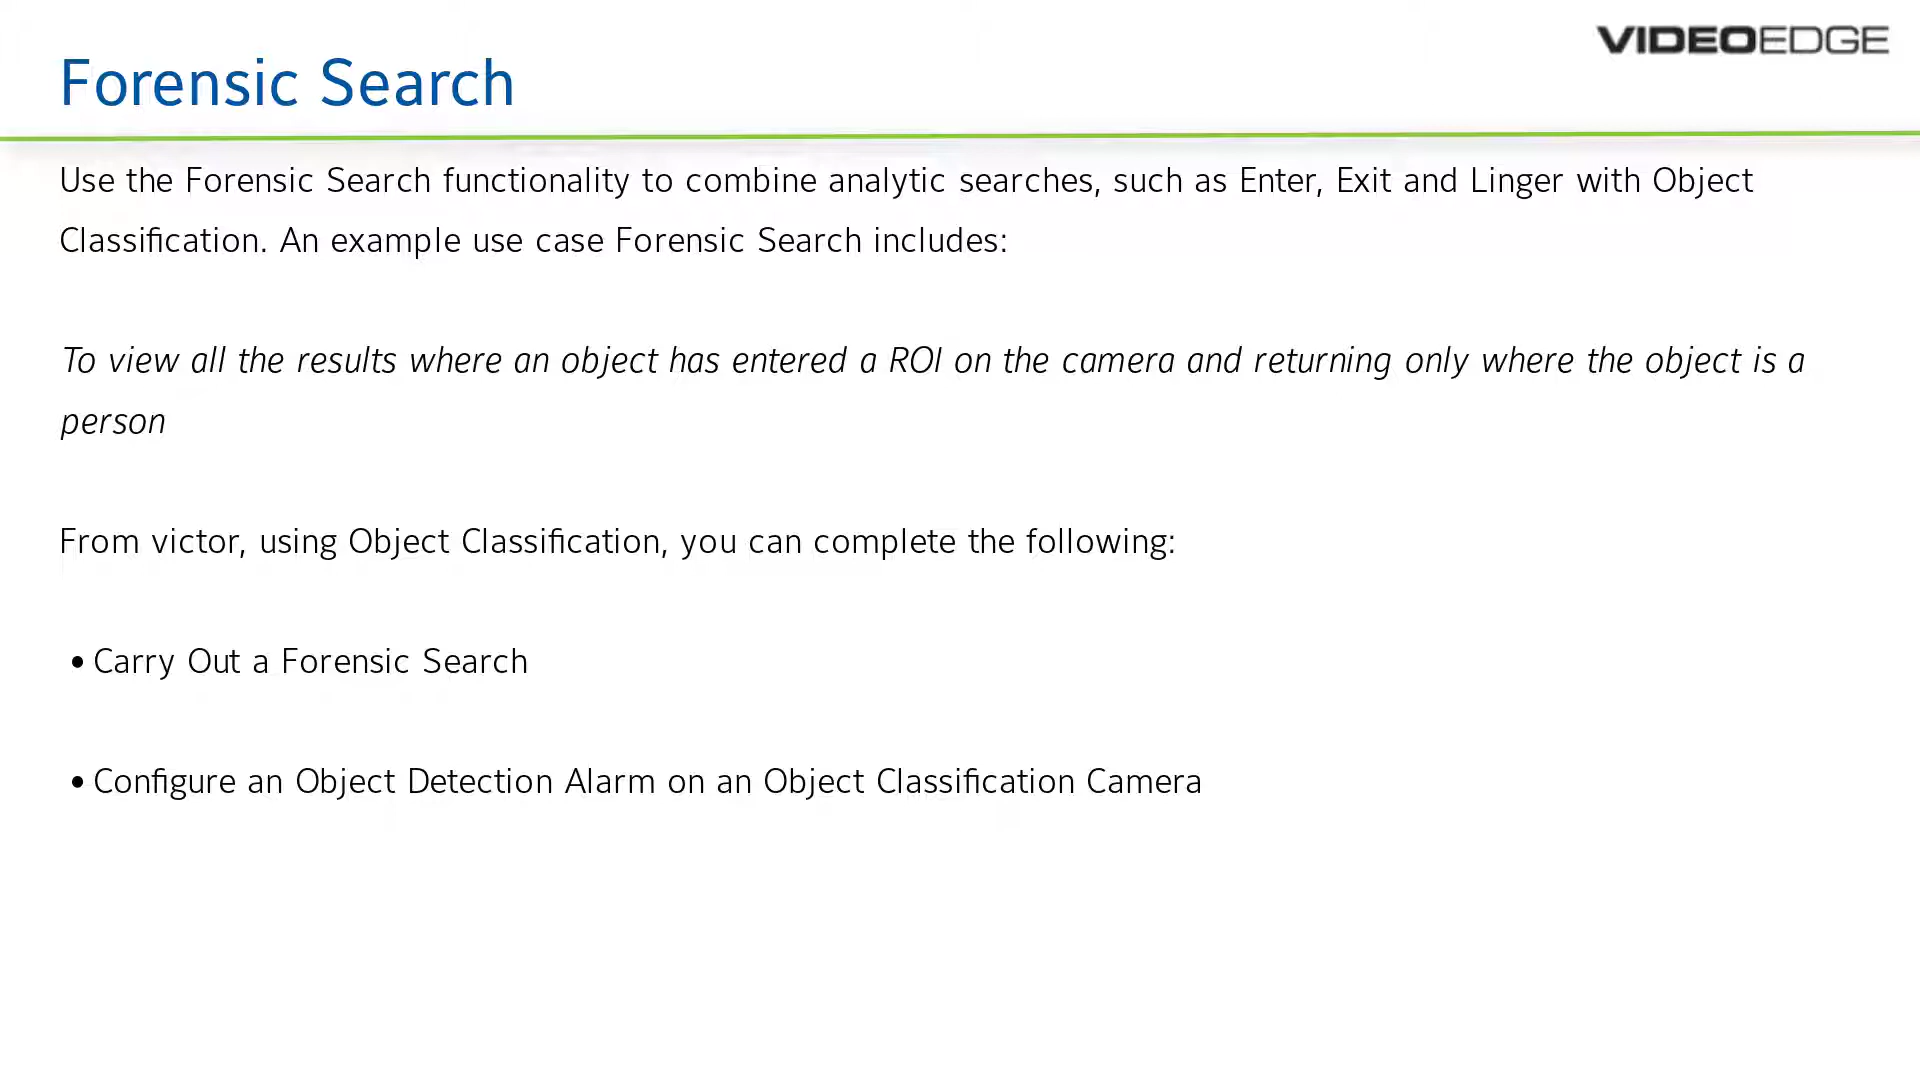 VIDEOEDGE
Forensic Search
Use the Forensic Search functionality to combine analytic searches, such as Enter, Exit and Linger with Object
Classification. An example use case Forensic Search includes:
To view all the results where an object has entered a ROI on the camera and returning only where the object is a
person
From victor, using Object Classification, you can complete the following:
• Carry Out a Forensic Search
• Configure an Object Detection Alarm on an Object Classification Camera